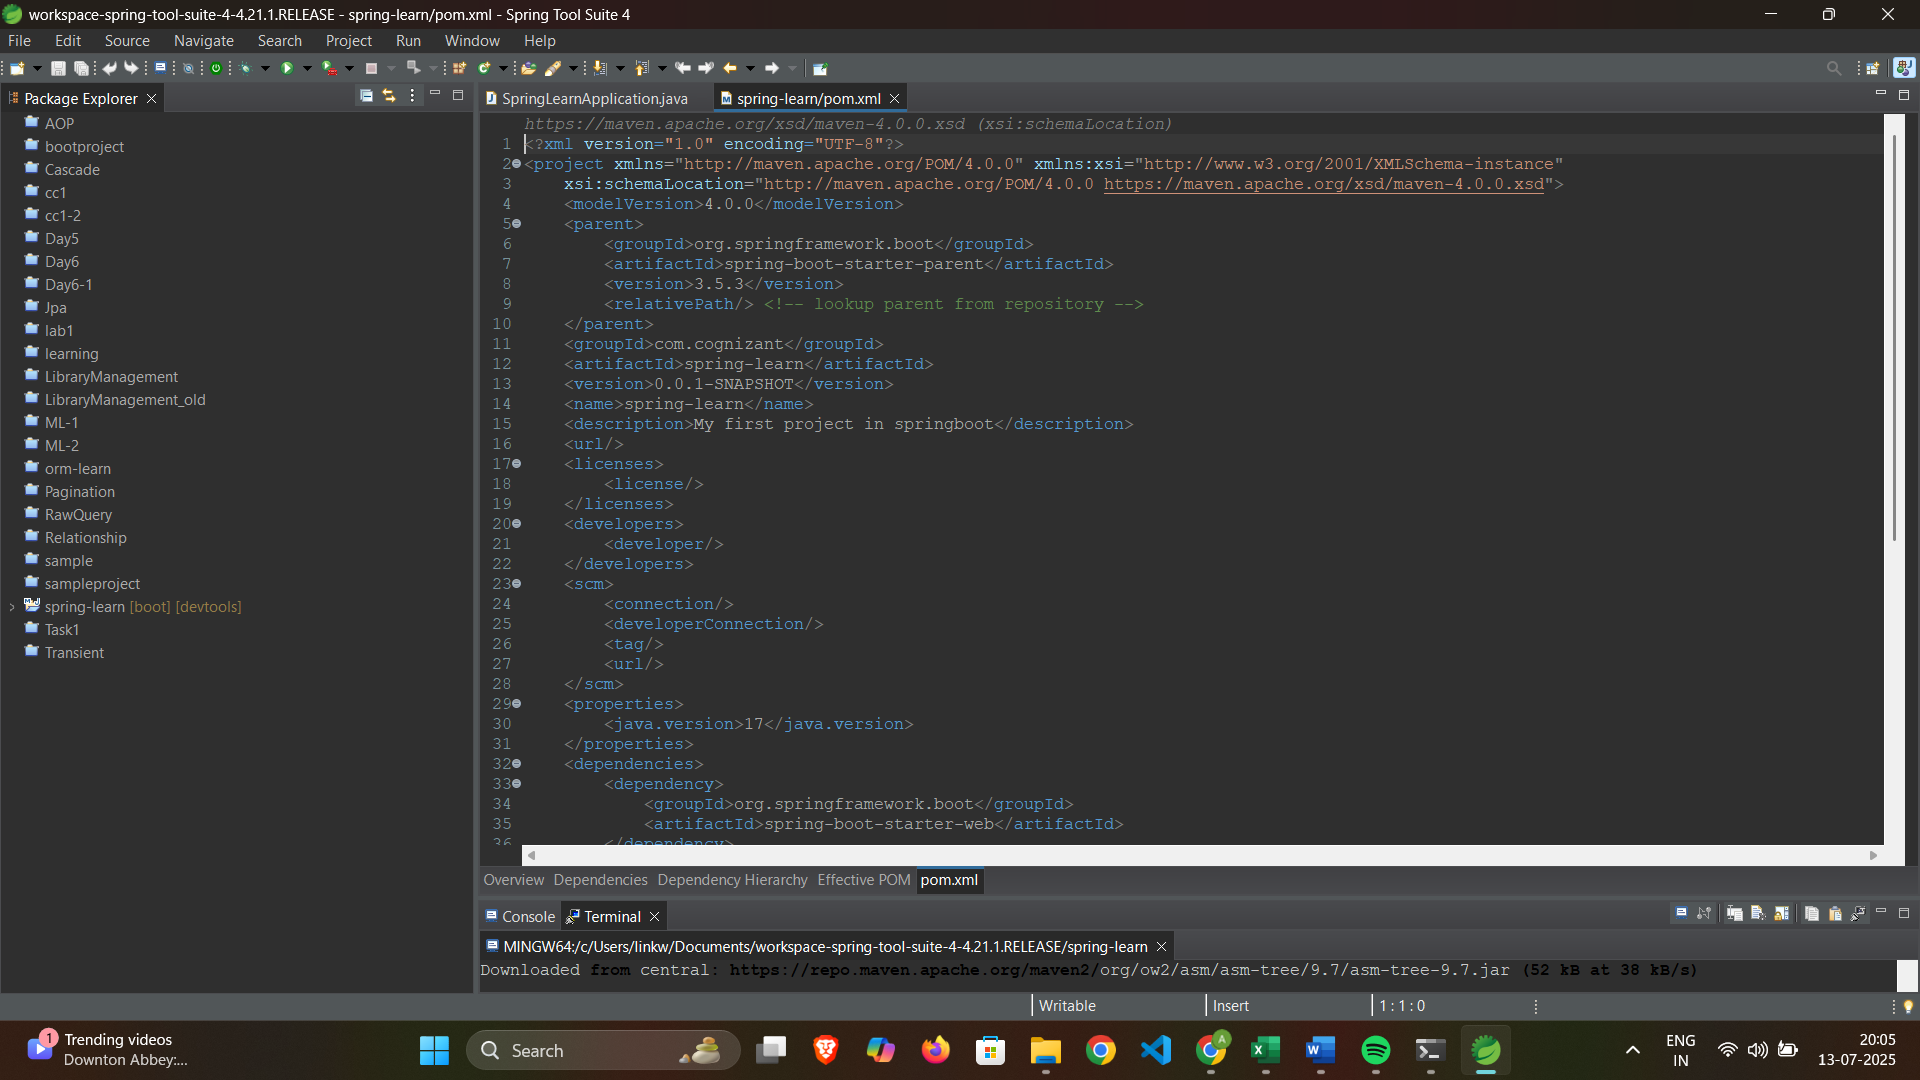 workspace-spring-tool-suite-4-4.21.1.RELEASE - spring-learn/pom.xml - Spring Tool Suite 4
File Edit Source Navigate Search Project Run Window Help
Package Explorer
AOP
bootproject
Cascade
cc1
cc1-2
Day5
Day6
Day6-1
Jpa
lab1
learning
LibraryManagement
LibraryManagement_old
ML-1
ML-2
orm-learn
Pagination
RawQuery
Relationship
sample
sampleproject
spring-learn [boot] [devtools]
Task1
Transient
SpringLearnApplication.java spring-learn/pom.xml
https://maven.apache.org/xsd/maven-4.0.0.xsd (xsi:schemaLocation)
1 <?xml version="1.0" encoding="UTF-8"?>
2 <project xmlns="http://maven.apache.org/POM/4.0.0" xmlns:xsi="http://www.w3.org/2001/XMLSchema-instance"
3 xsi:schemaLocation="http://maven.apache.org/POM/4.0.0 https://maven.apache.org/xsd/maven-4.0.0.xsd">
4 <modelVersion>4.0.0</modelVersion>
5 <parent>
6 <groupId>org.springframework.boot</groupId>
7 <artifactId>spring-boot-starter-parent</artifactId>
8 <version>3.5.3</version>
9 <relativePath/> <!-- lookup parent from repository -->
10 </parent>
11 <groupId>com.cognizant</groupId>
12 <artifactId>spring-learn</artifactId>
13 <version>0.0.1-SNAPSHOT</version>
14 <name>spring-learn</name>
15 <description>My first project in springboot</description>
16 <url/>
17 <licenses>
18 <license/>
19 </licenses>
20 <developers>
21 <developer/>
22 </developers>
23 <scm>
24 <connection/>
25 <developerConnection/>
26 <tag/>
27 <url/>
28 </scm>
29 <properties>
30 <java.version>17</java.version>
31 </properties>
32 <dependencies>
33 <dependency>
34 <groupId>org.springframework.boot</groupId>
35 <artifactId>spring-boot-starter-web</artifactId>
36 </dependency>
Overview Dependencies Dependency Hierarchy Effective POM pom.xml
Console Terminal
MINGW64:/c/Users/linkw/Documents/workspace-spring-tool-suite-4-4.21.1.RELEASE/spring-learn
Downloaded from central: https://repo.maven.apache.org/maven2/org/ow2/asm/asm-tree/9.7/asm-tree-9.7.jar (52 kB at 38 kB/s)
Writable Insert 1 : 1 : 0
1 Trending videos
Downton Abbey:...
Search
A
ENG
IN
20:05
13-07-2025